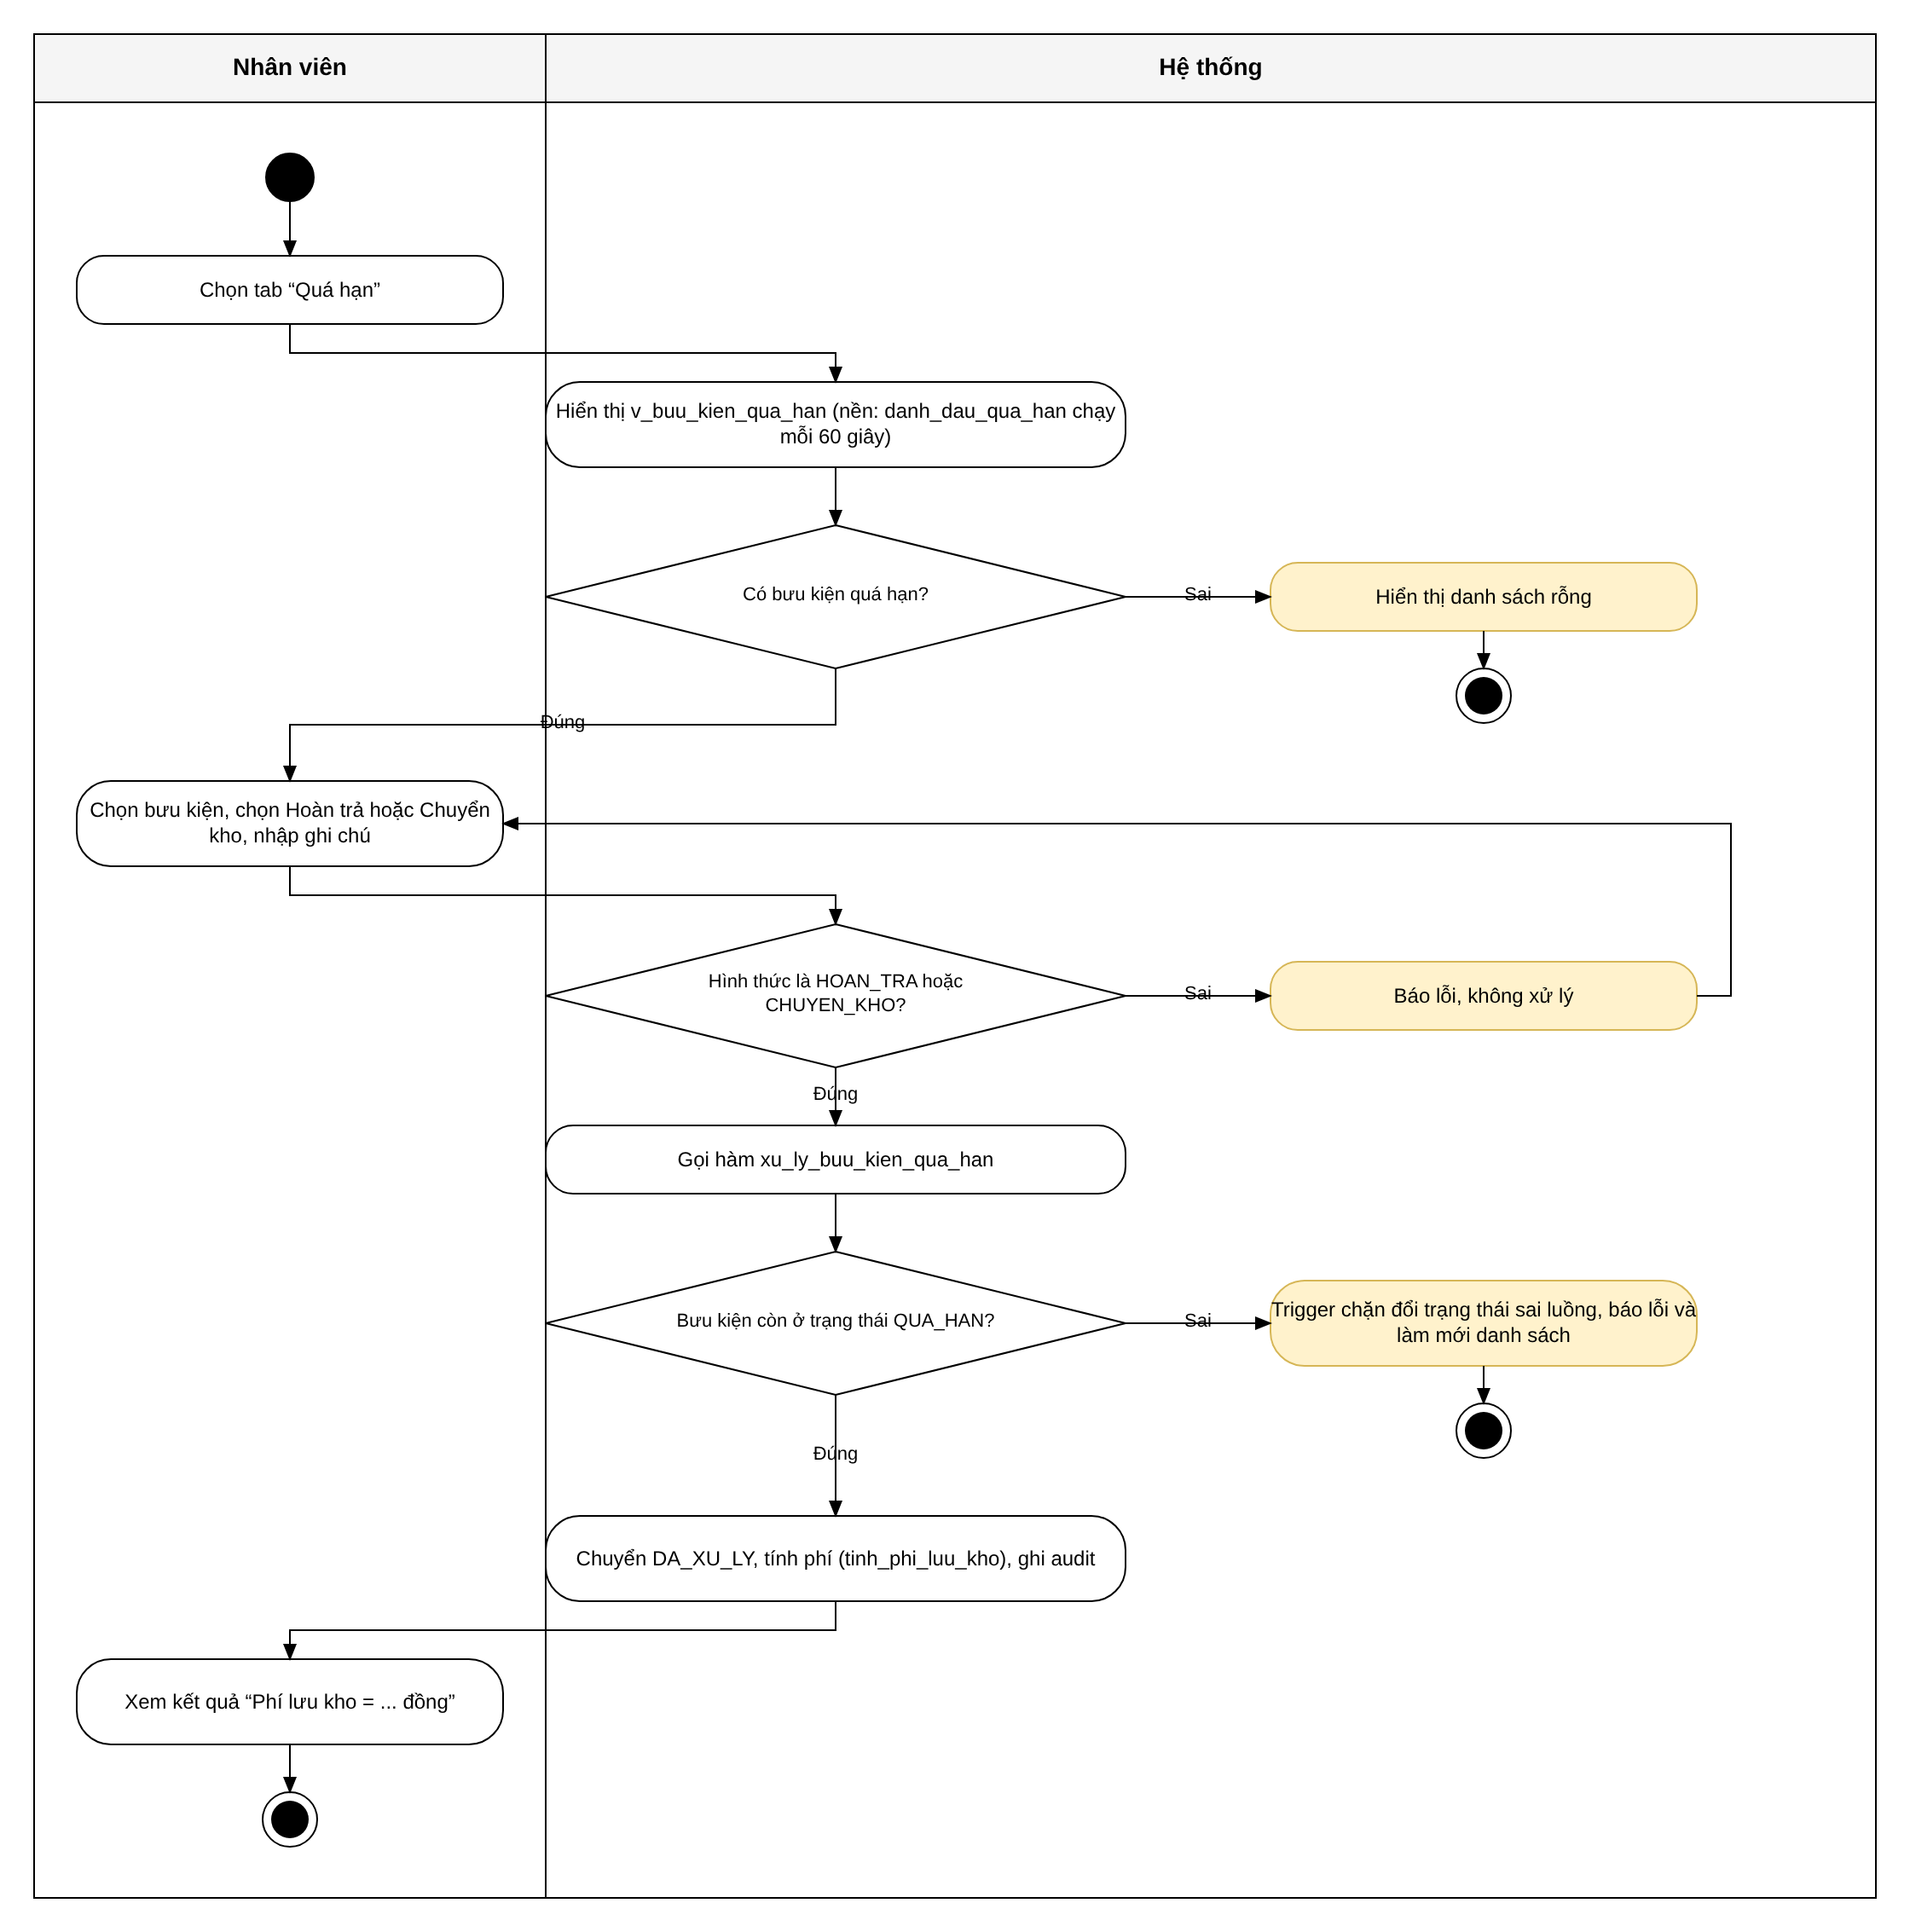 Nhân viên
Hệ thống
Chọn tab “Quá hạn”
Hiển thị v_buu_kien_qua_han (nền: danh_dau_qua_han chạy
mỗi 60 giây)
Có bưu kiện quá hạn?
Sai
Hiển thị danh sách rỗng
Đúng
Chọn bưu kiện, chọn Hoàn trả hoặc Chuyển
kho, nhập ghi chú
Hình thức là HOAN_TRA hoặc
CHUYEN_KHO?
Sai
Báo lỗi, không xử lý
Đúng
Gọi hàm xu_ly_buu_kien_qua_han
Bưu kiện còn ở trạng thái QUA_HAN?
Sai
Trigger chặn đổi trạng thái sai luồng, báo lỗi và
làm mới danh sách
Đúng
Chuyển DA_XU_LY, tính phí (tinh_phi_luu_kho), ghi audit
Xem kết quả “Phí lưu kho = ... đồng”